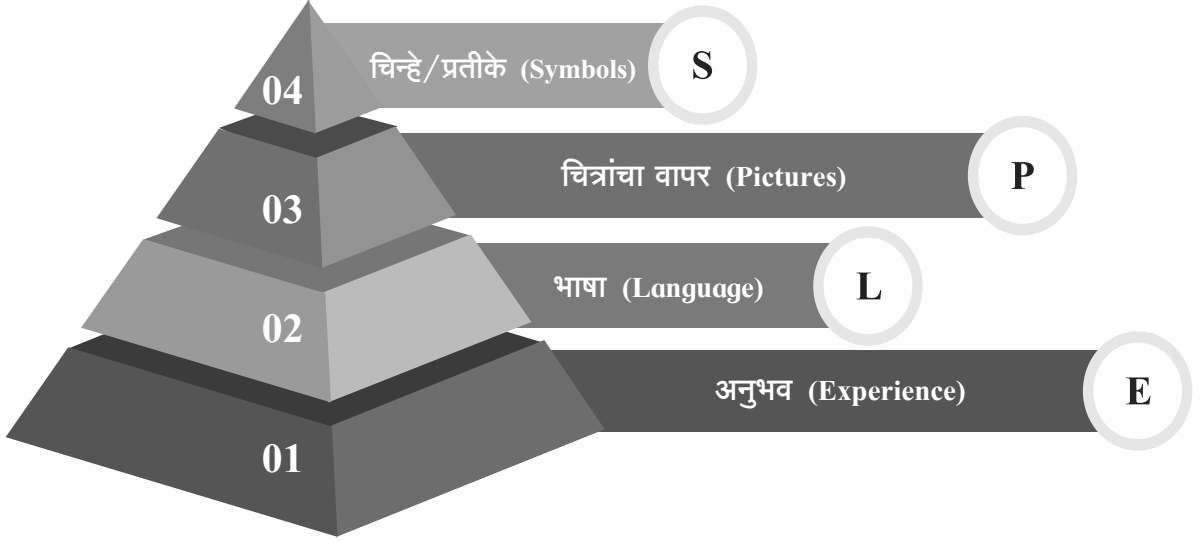 04 चिन्हे/प्रतीके (Symbols) S
03 चित्रांचा वापर (Pictures) P
02 भाषा (Language) L
01 अनुभव (Experience) E